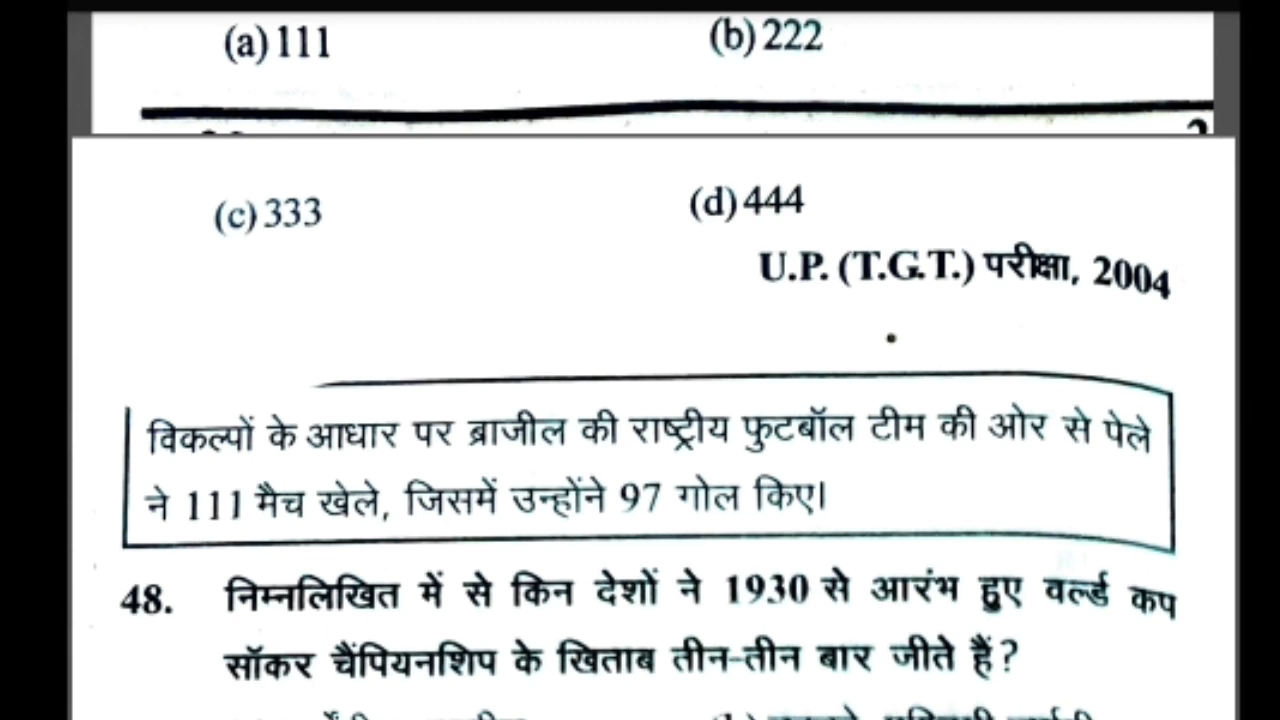 (a) 111 (b) 222
(c) 333 (d) 444
U.P. (T.G.T.) परीक्षा, 2004
विकल्पों के आधार पर ब्राजील की राष्ट्रीय फुटबॉल टीम की ओर से पेले
ने 111 मैच खेले, जिसमें उन्होंने 97 गोल किए।
48. निम्नलिखित में से किन देशों ने 1930 से आरंभ हुए वर्ल्ड कप
सॉकर चैंपियनशिप के खिताब तीन-तीन बार जीते हैं?